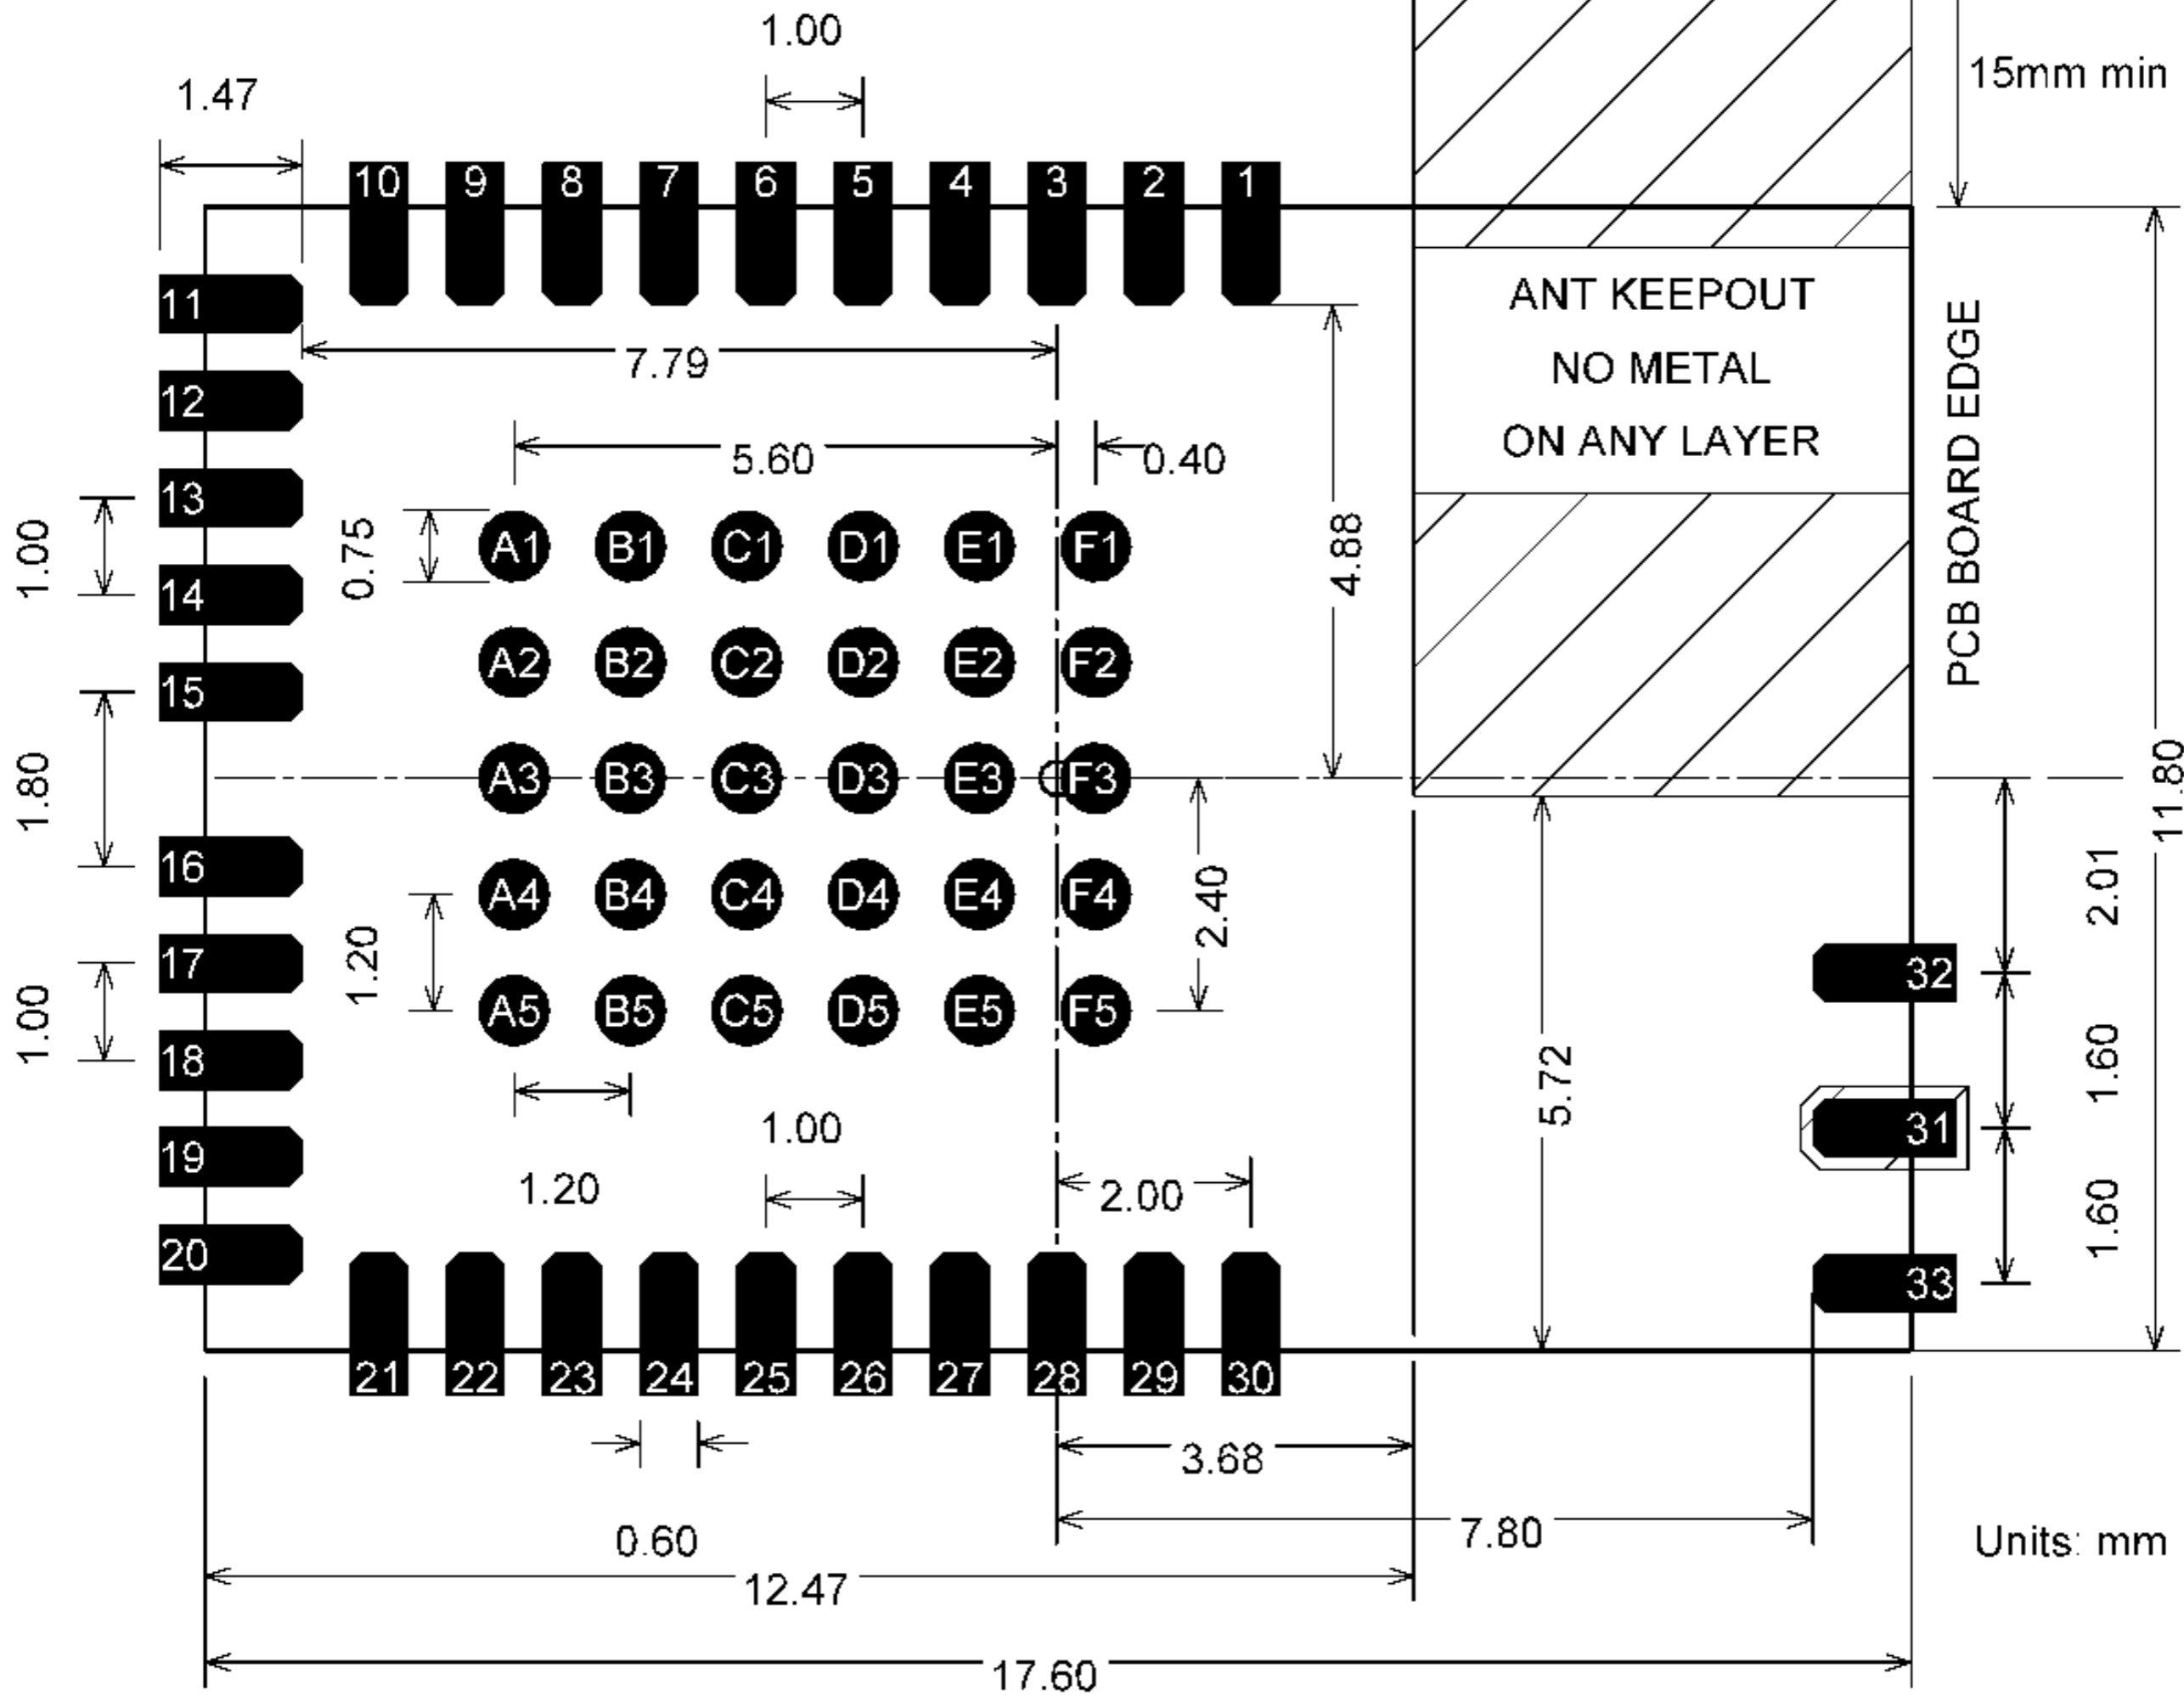 1.00
15mm min
1.47
10 9 8 7 6 5 4 3 2 1
11
ANT KEEPOUT
NO METAL
ON ANY LAYER
PCB BOARD EDGE
7.79
12
5.60
0.40
13
1.00
0.75
A1 B1 C1 D1 E1 F1
4.88
14
A2 B2 C2 D2 E2 F2
15
1.80
A3 B3 C3 D3 E3 F3
11.80
16
A4 B4 C4 D4 E4 F4
2.40
2.01
17
1.20
32
1.00
A5 B5 C5 D5 E5 F5
18
1.60
5.72
1.00
31
19
1.20
2.00
1.60
20
33
21 22 23 24 25 26 27 28 29 30
3.68
0.60
7.80
Units: mm
12.47
17.60